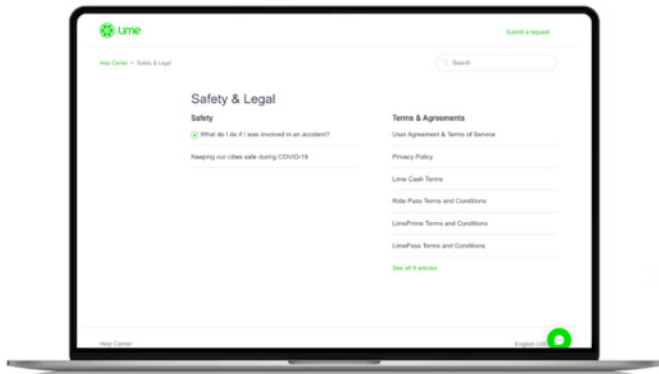 Lime
Submit a request
Help Center > Safety & Legal
Search
Safety & Legal
Safety
What do I do if I was involved in an accident?
Keeping our cities safe during COVID-19
Terms & Agreements
User Agreement & Terms of Service
Privacy Policy
Lime Cash Terms
Ride Pass Terms and Conditions
LimePrime Terms and Conditions
LimePass Terms and Conditions
See all 9 articles
Help Center
English